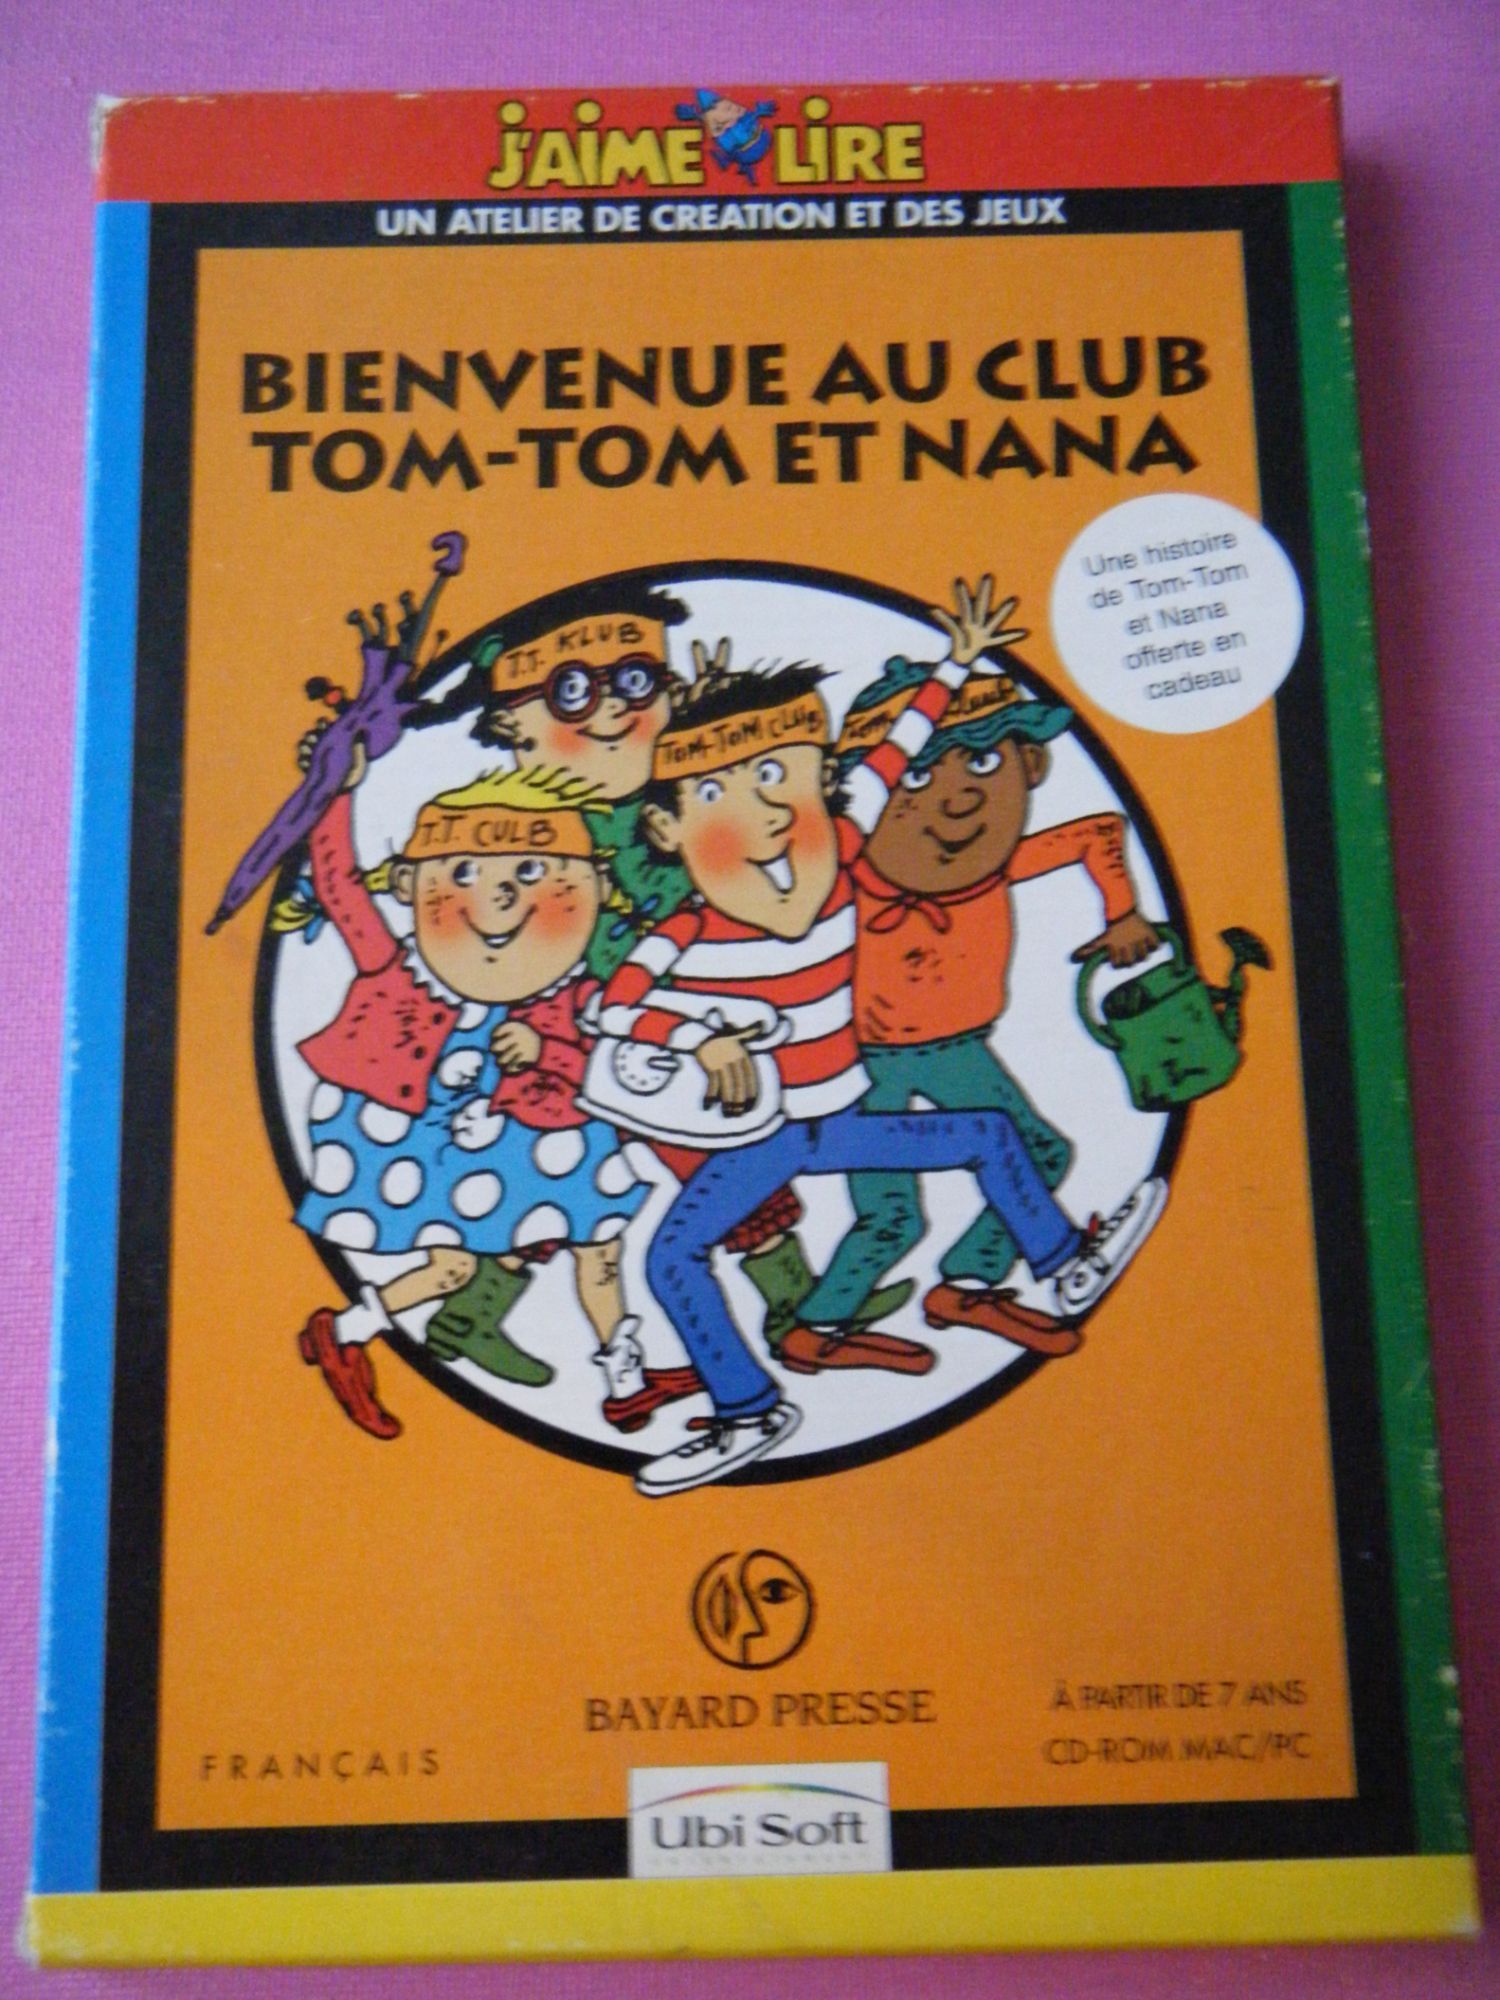 J'AIME LIRE
UN ATELIER DE CREATION ET DES JEUX
BIENVENUE AU CLUB
TOM-TOM ET NANA
Une histoire
de Tom-Tom
et Nana
offerte en
cadeau
T.T. KLUB
TOM-TOM CLUB
TOM
T.T. CULB
BAYARD PRESSE
À PARTIR DE 7 ANS
CD-ROM MAC/PC
FRANÇAIS
Ubi Soft
ENTERTAINMENT